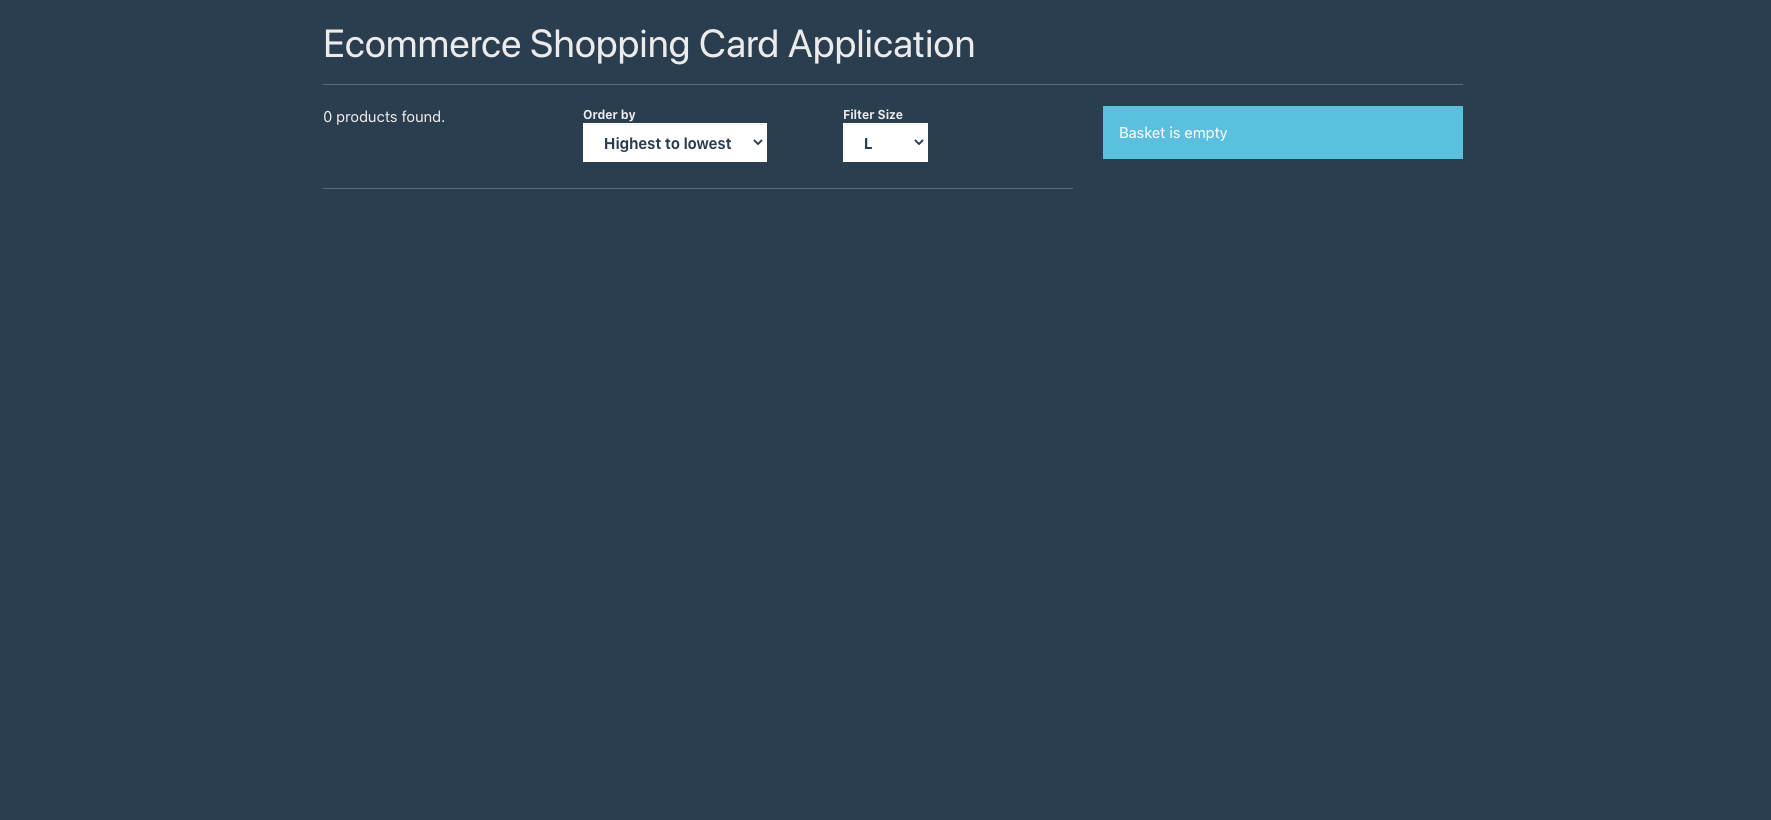 Ecommerce Shopping Card Application
0 products found.
Order by
Highest to lowest
Filter Size
L
Basket is empty